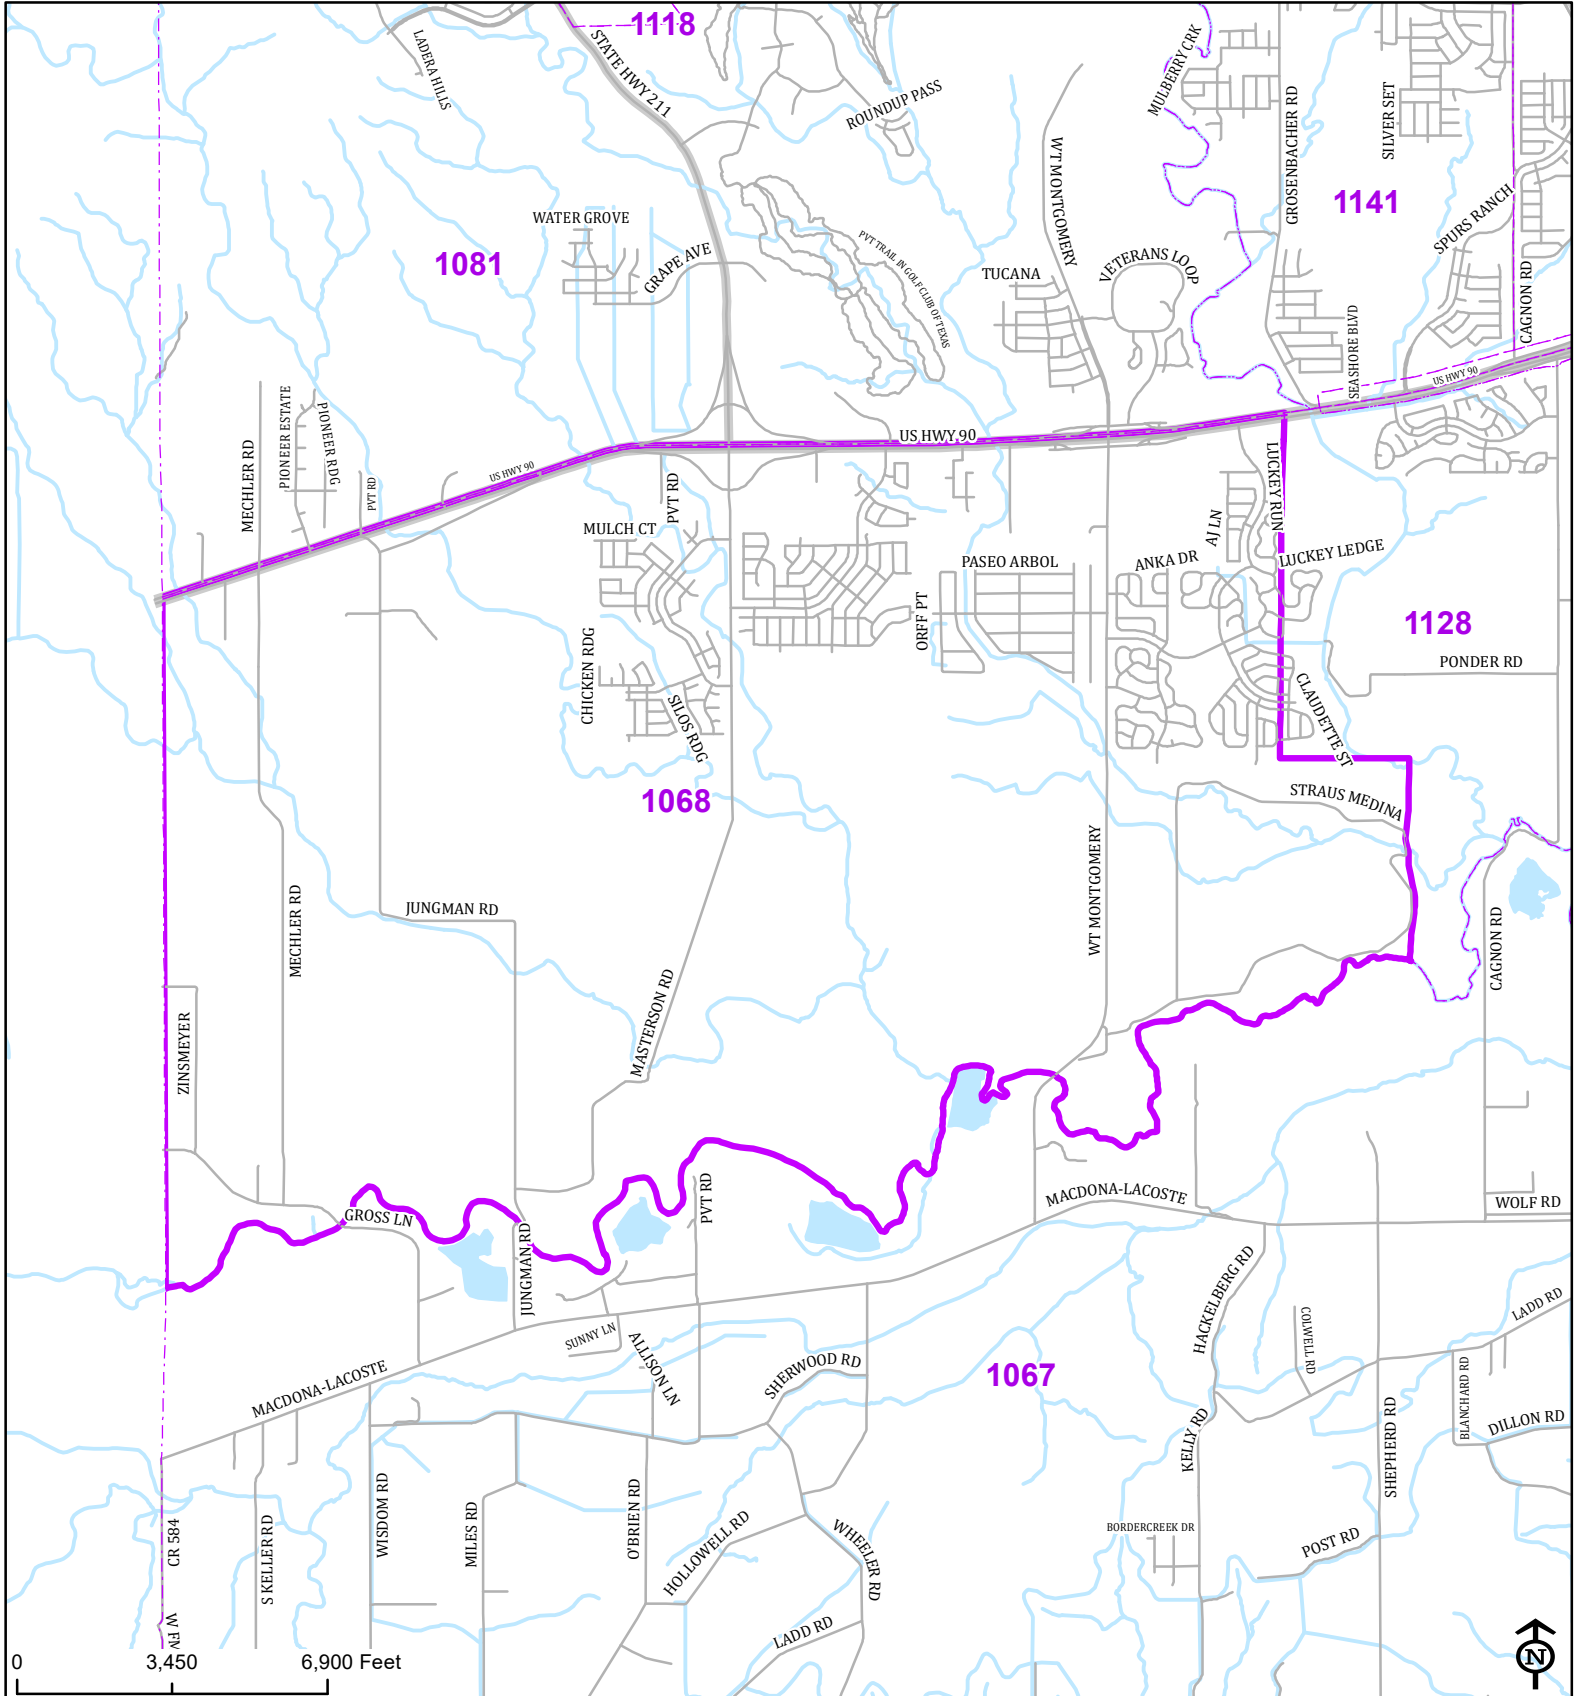 1118
STATE HWY 211
LADERA HILLS
ROUNDUP PASS
MULBERRY CRK
GROSENBACHER RD
SILVER SET
WT MONTGOMERY
1141
SPURS RANCH
CAGNON RD
WATER GROVE
GRAPE AVE
1081
PVT TRAIL IN GOLF CLUB OF TEXAS
TUCANA
VETERANS LOOP
SEASHORE BLVD
US HWY 90
US HWY 90
US HWY 90
MECHLER RD
PIONEER ESTATE
PIONEER RDG
PVT RD
PVT RD
MULCH CT
LUCKEY RUN
AJ LN
LUCKEY LEDGE
ANKA DR
PASEO ARBOL
ORFF PT
1128
PONDER RD
CHICKEN RDG
SILOS RDG
CLAUDETTE ST
1068
STRAUS MEDINA
WT MONTGOMERY
MECHLER RD
JUNGMAN RD
CAGNON RD
MASTERSON RD
ZINSMEYER
PVT RD
MACDONA-LACOSTE
WOLF RD
GROSS LN
JUNGMAN RD
HACKELBERG RD
COLWELL RD
LADD RD
SUNNY LN
ALLISON LN
SHERWOOD RD
1067
MACDONA-LACOSTE
BLANCHARD RD
DILLON RD
SHEPHERD RD
KELLY RD
CR 584
S KELLER RD
WISDOM RD
MILES RD
O'BRIEN RD
HOLLOWELL RD
WHEELER RD
BORDERCREEK DR
POST RD
LADD RD
0
3,450
6,900 Feet
N